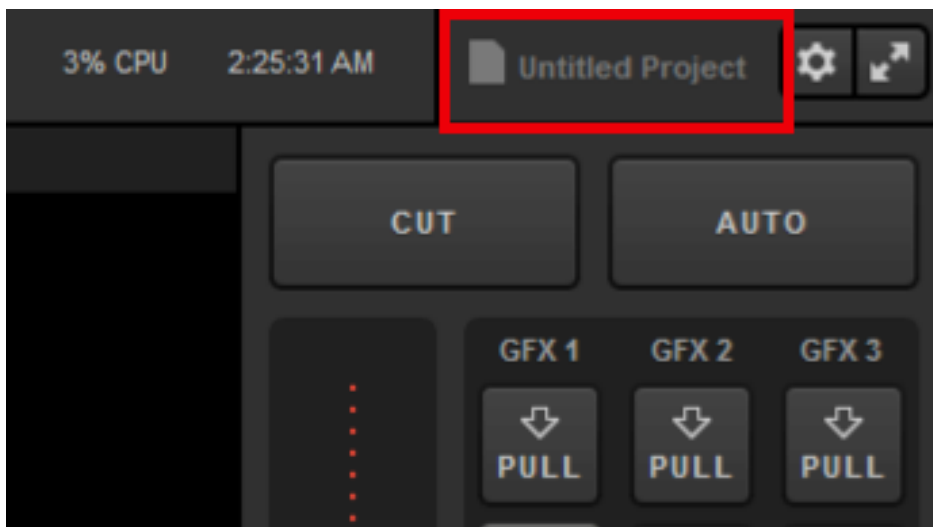 3% CPU 2:25:31 AM Untitled Project
CUT AUTO
GFX 1 GFX 2 GFX 3
PULL PULL PULL